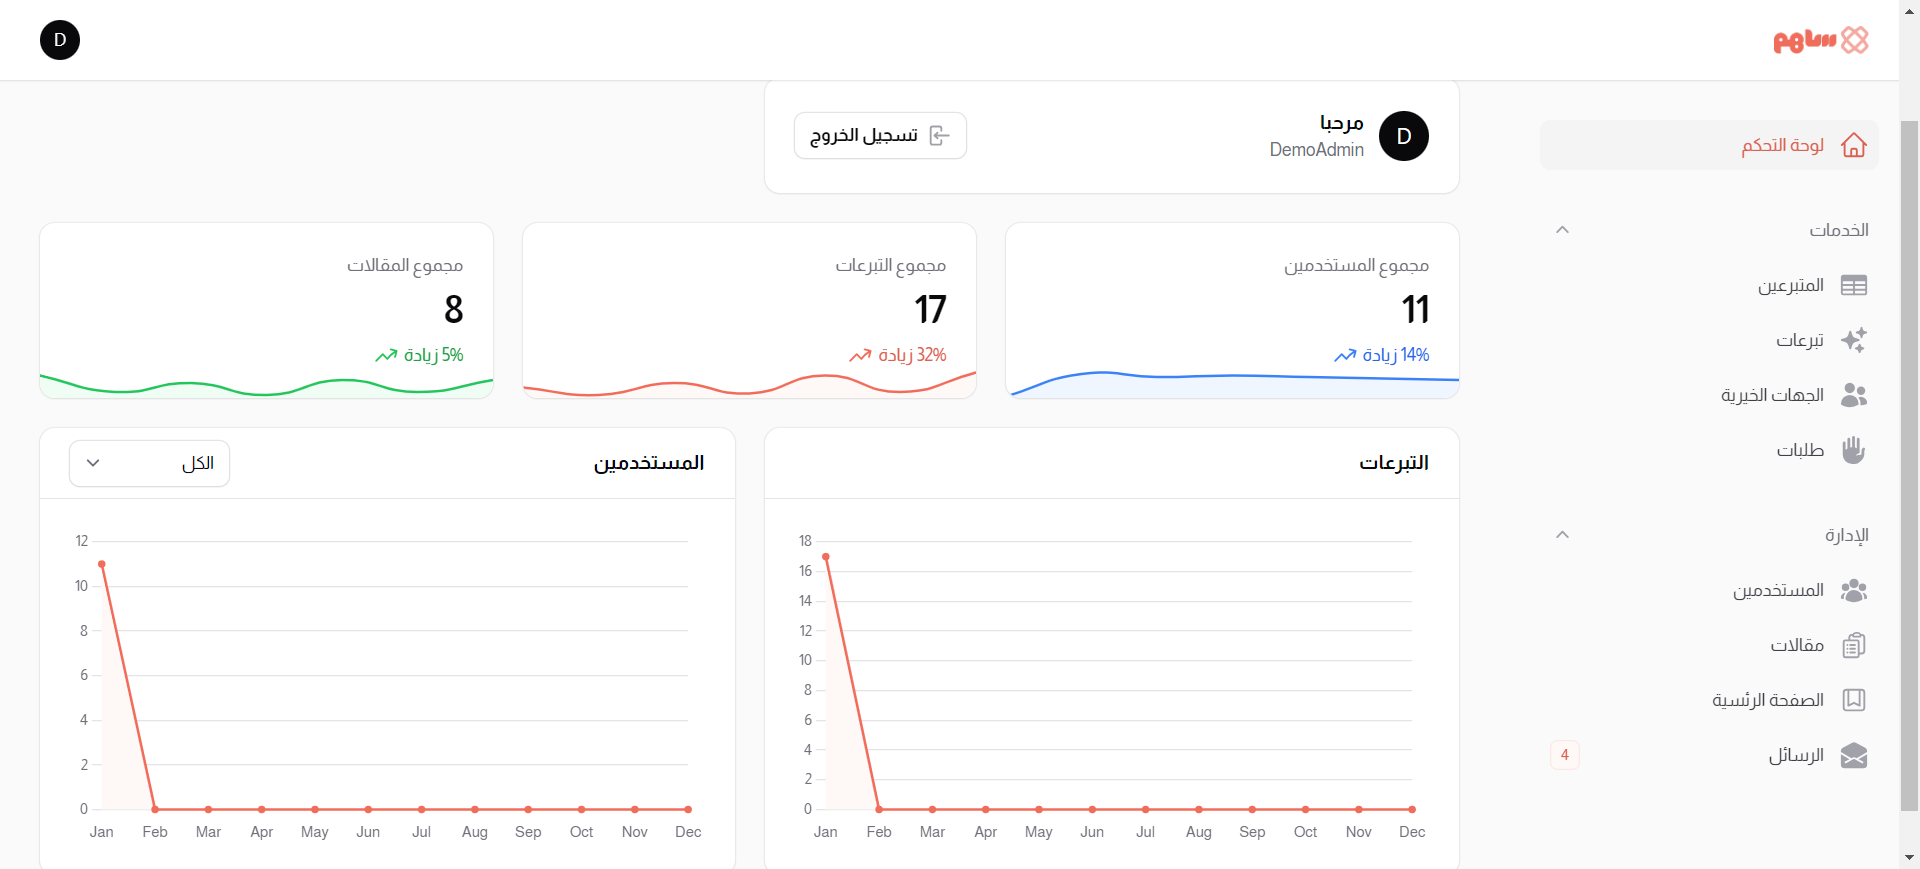 ساهم
D
لوحة التحكم
الخدمات
المتبرعين
تبرعات
الجهات الخيرية
طلبات
الإدارة
المستخدمين
مقالات
الصفحة الرئسية
الرسائل
4
D
مرحبا
DemoAdmin
تسجيل الخروج
مجموع المستخدمين
11
14% زيادة
مجموع التبرعات
17
32% زيادة
مجموع المقالات
8
5% زيادة
التبرعات
18
16
14
12
10
8
6
4
2
0
Jan Feb Mar Apr May Jun Jul Aug Sep Oct Nov Dec
المستخدمين
الكل
12
10
8
6
4
2
0
Jan Feb Mar Apr May Jun Jul Aug Sep Oct Nov Dec